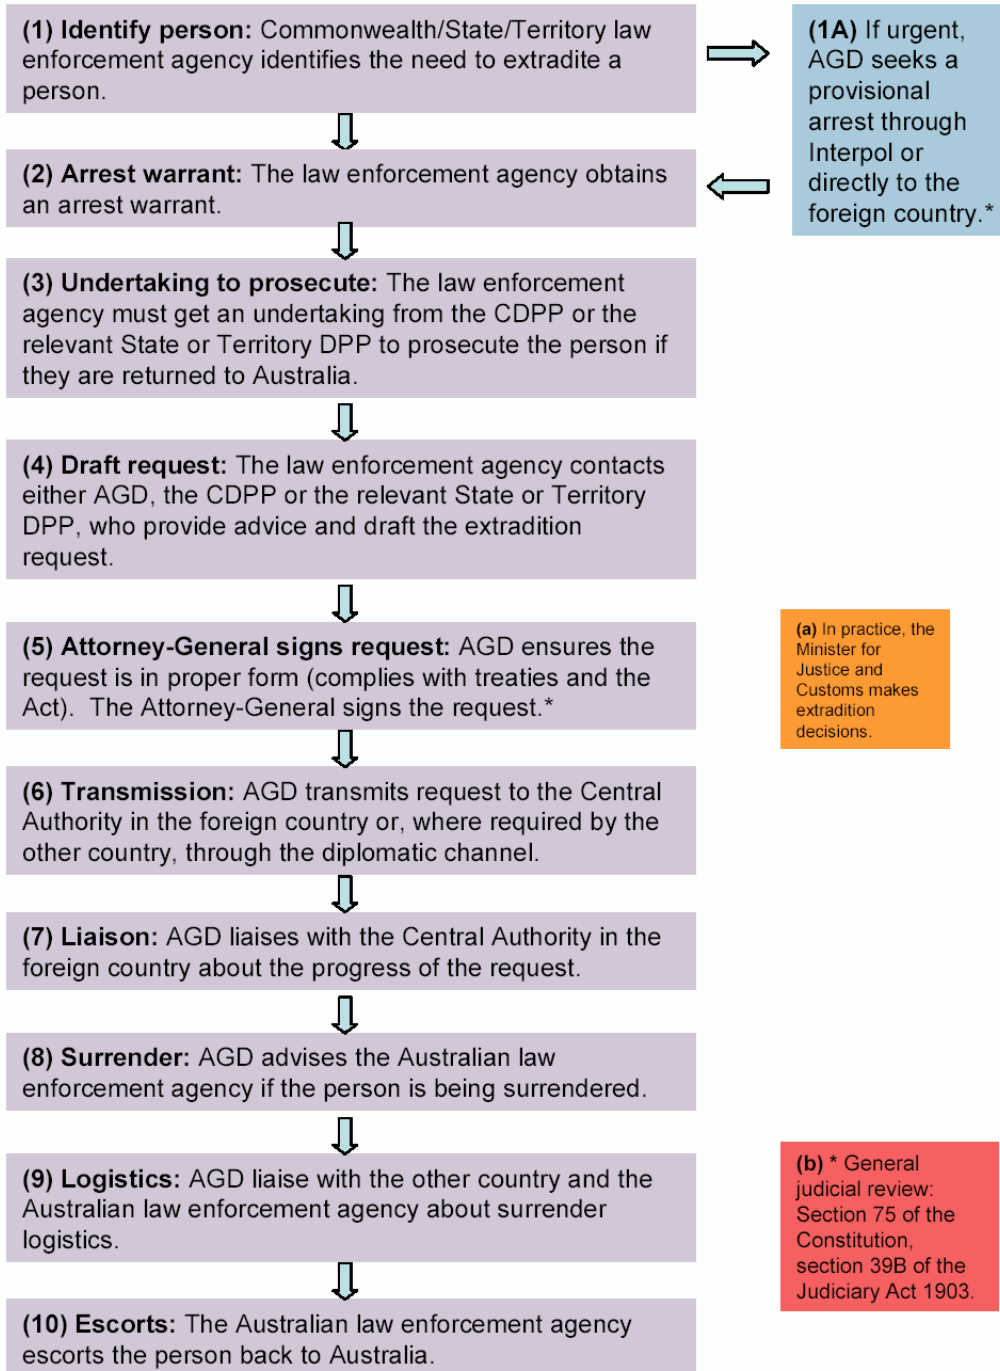 (1) Identify person: Commonwealth/State/Territory law
enforcement agency identifies the need to extradite a
person.
(1A) If urgent,
AGD seeks a
provisional
arrest through
Interpol or
directly to the
foreign country.*
(2) Arrest warrant: The law enforcement agency obtains
an arrest warrant.
(3) Undertaking to prosecute: The law enforcement
agency must get an undertaking from the CDPP or the
relevant State or Territory DPP to prosecute the person if
they are returned to Australia.
(4) Draft request: The law enforcement agency contacts
either AGD, the CDPP or the relevant State or Territory
DPP, who provide advice and draft the extradition
request.
(5) Attorney-General signs request: AGD ensures the
request is in proper form (complies with treaties and the
Act).  The Attorney-General signs the request.*
(a) In practice, the
Minister for
Justice and
Customs makes
extradition
decisions.
(6) Transmission: AGD transmits request to the Central
Authority in the foreign country or, where required by the
other country, through the diplomatic channel.
(7) Liaison: AGD liaises with the Central Authority in the
foreign country about the progress of the request.
(8) Surrender: AGD advises the Australian law
enforcement agency if the person is being surrendered.
(9) Logistics: AGD liaise with the other country and the
Australian law enforcement agency about surrender
logistics.
(b) * General
judicial review:
Section 75 of the
Constitution,
section 39B of the
Judiciary Act 1903.
(10) Escorts: The Australian law enforcement agency
escorts the person back to Australia.